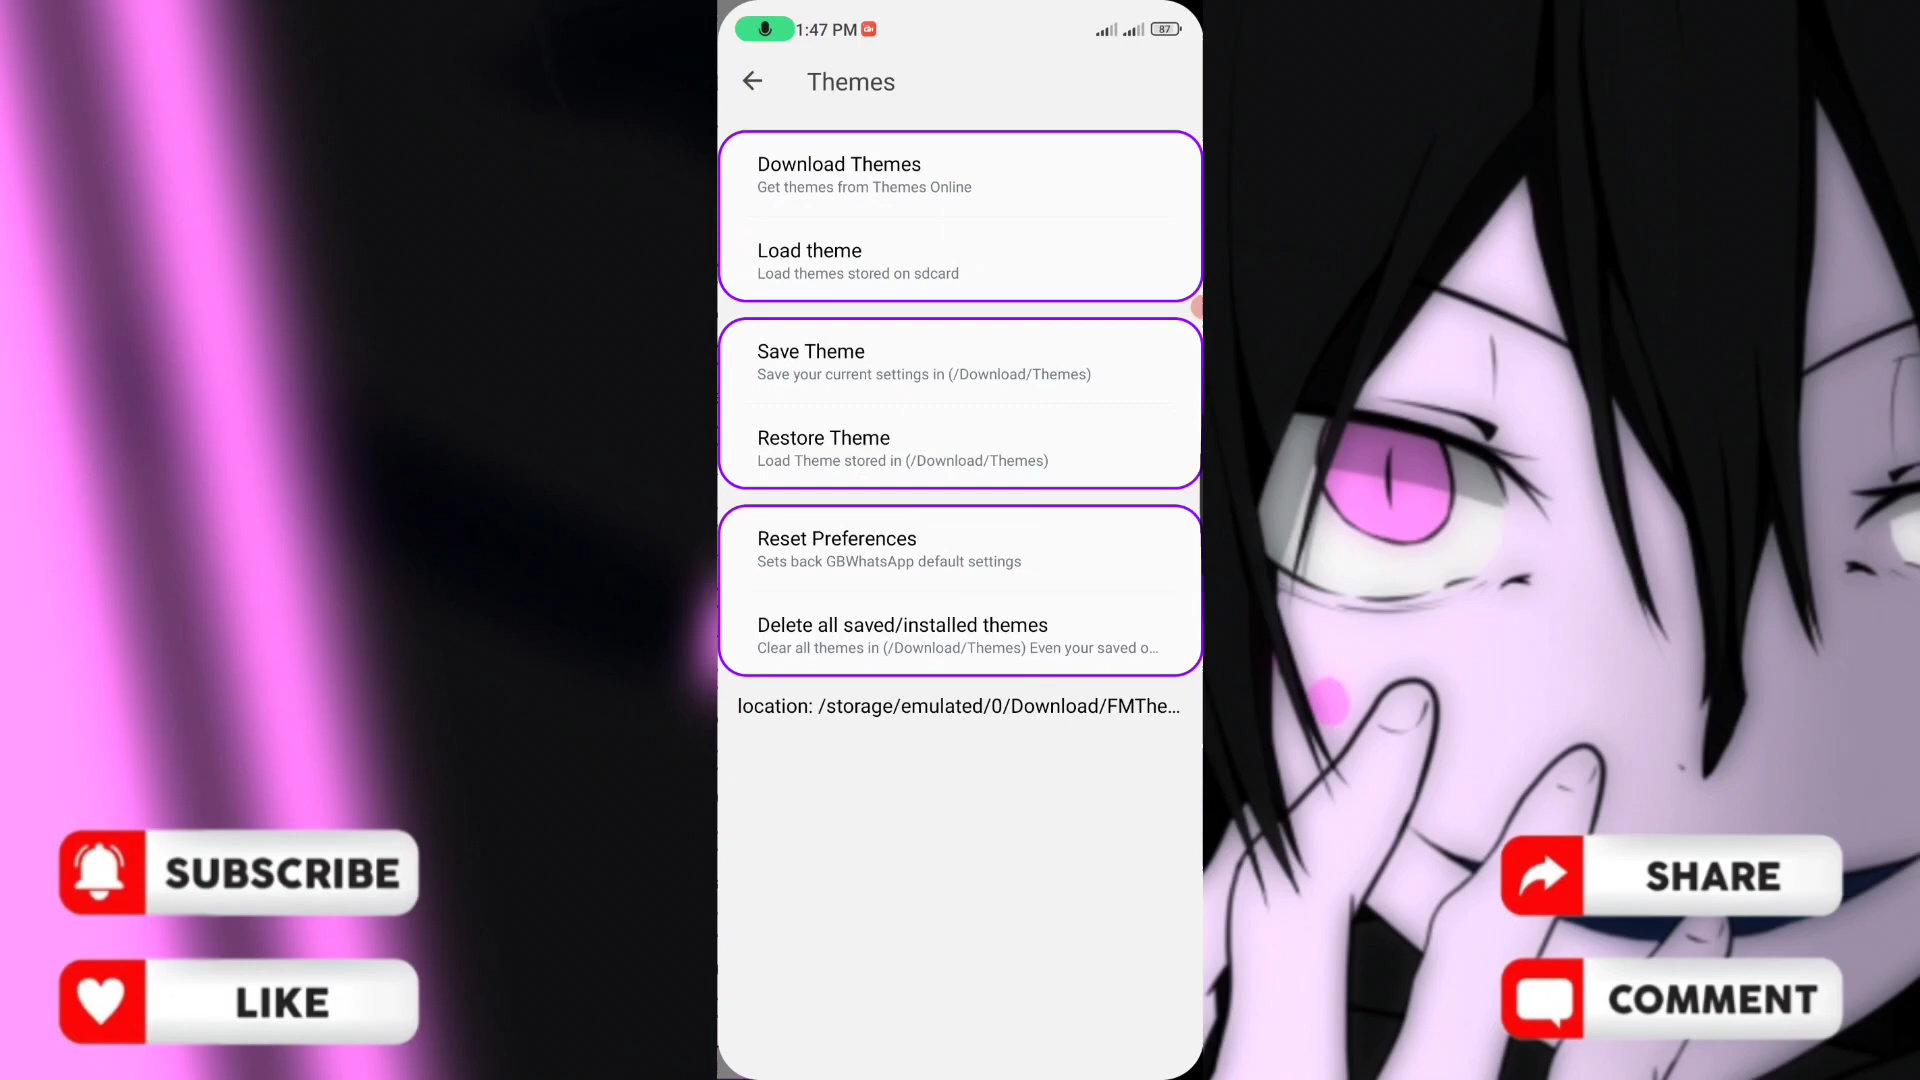 1:47 PM
87
Themes
Download Themes
Get themes from Themes Online
Load theme
Load themes stored on sdcard
Save Theme
Save your current settings in (/Download/Themes)
Restore Theme
Load Theme stored in (/Download/Themes)
Reset Preferences
Sets back GBWhatsApp default settings
Delete all saved/installed themes
Clear all themes in (/Download/Themes) Even your saved o...
location: /storage/emulated/0/Download/FMThe...
SUBSCRIBE
LIKE
SHARE
COMMENT